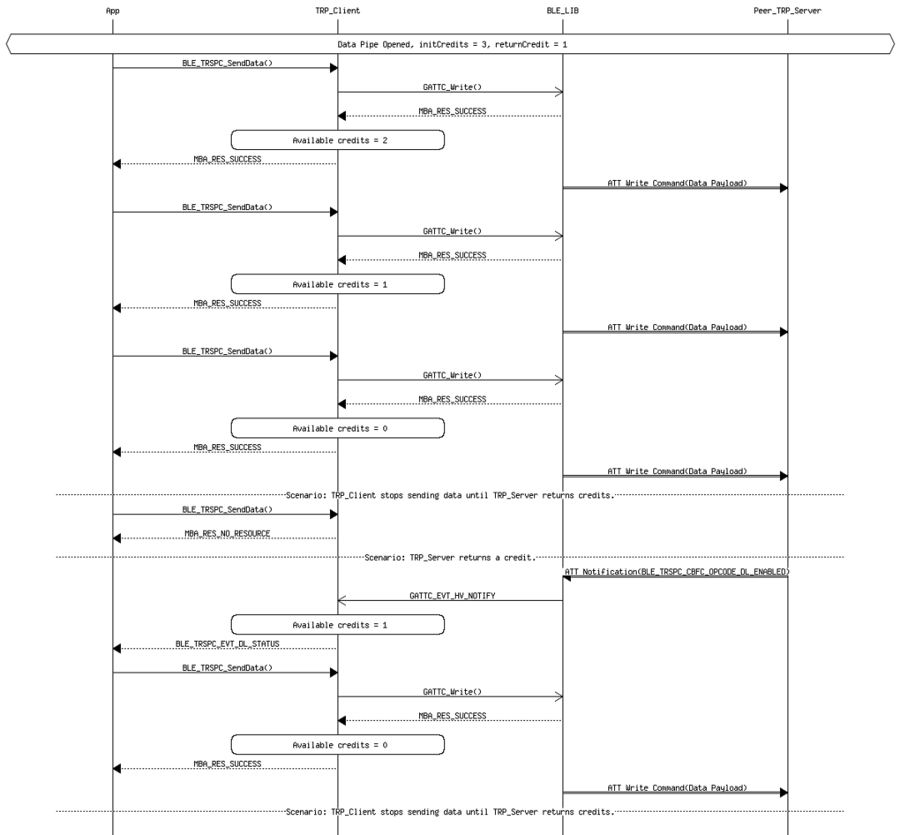 App TRP_Client BLE_LIB Peer_TRP_Server
Data Pipe Opened, initCredits = 3, returnCredit = 1
BLE_TRSPC_SendData()
GATTC_Write()
MBA_RES_SUCCESS
Available credits = 2
MBA_RES_SUCCESS
ATT Write Command(Data Payload)
BLE_TRSPC_SendData()
GATTC_Write()
MBA_RES_SUCCESS
Available credits = 1
MBA_RES_SUCCESS
ATT Write Command(Data Payload)
BLE_TRSPC_SendData()
GATTC_Write()
MBA_RES_SUCCESS
Available credits = 0
MBA_RES_SUCCESS
ATT Write Command(Data Payload)
Scenario: TRP_Client stops sending data until TRP_Server returns credits.
BLE_TRSPC_SendData()
MBA_RES_NO_RESOURCE
Scenario: TRP_Server returns a credit.
ATT Notification(BLE_TRSPC_CBFC_OPCODE_DL_ENABLED)
GATTC_EVT_HV_NOTIFY
Available credits = 1
BLE_TRSPC_EVT_DL_STATUS
BLE_TRSPC_SendData()
GATTC_Write()
MBA_RES_SUCCESS
Available credits = 0
MBA_RES_SUCCESS
ATT Write Command(Data Payload)
Scenario: TRP_Client stops sending data until TRP_Server returns credits.